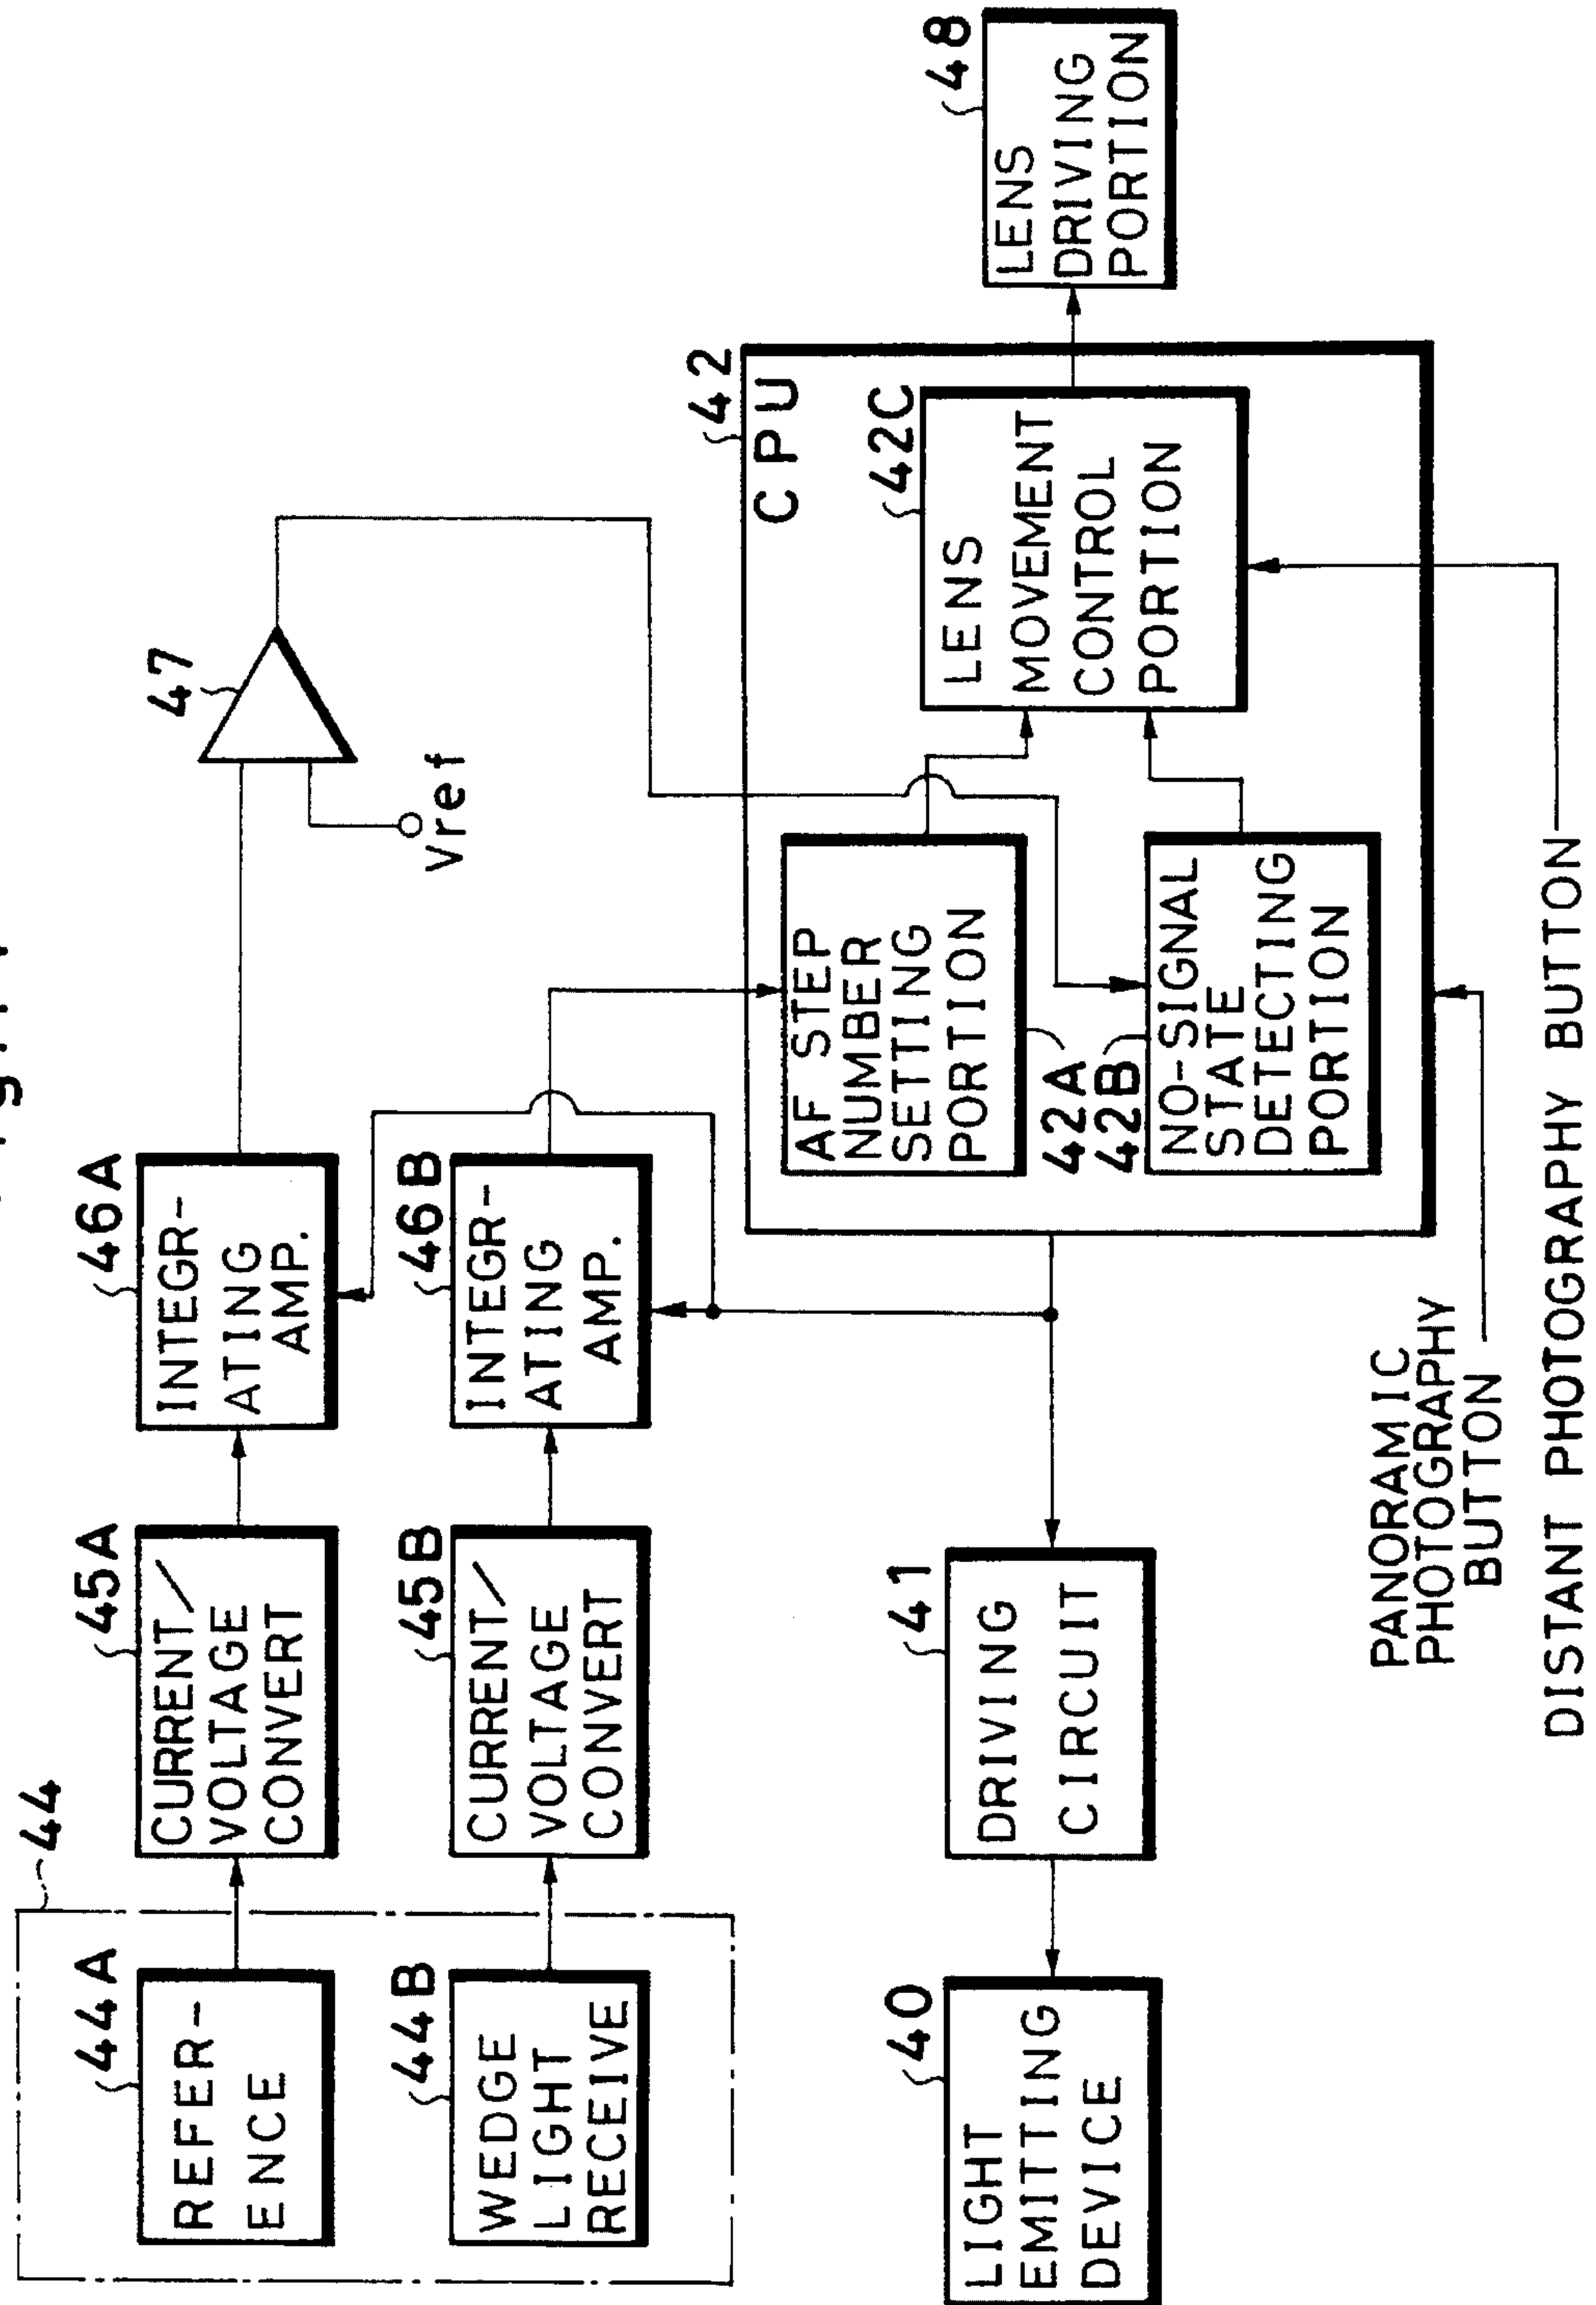 44
44A
REFER-
ENCE
44B
WEDGE
LIGHT
RECEIVE
45A
CURRENT/
VOLTAGE
CONVERT
45B
CURRENT/
VOLTAGE
CONVERT
46A
INTEGR-
ATING
AMP.
46B
INTEGR-
ATING
AMP.
47
Vref
42
CPU
AF STEP
NUMBER
SETTING
PORTION
42A
42B
NO-SIGNAL
STATE
DETECTING
PORTION
42C
LENS
MOVEMENT
CONTROL
PORTION
48
LENS
DRIVING
PORTION
40
LIGHT
EMITTING
DEVICE
41
DRIVING
CIRCUIT
PANORAMIC
PHOTOGRAPHY
BUTTON
DISTANT PHOTOGRAPHY BUTTON